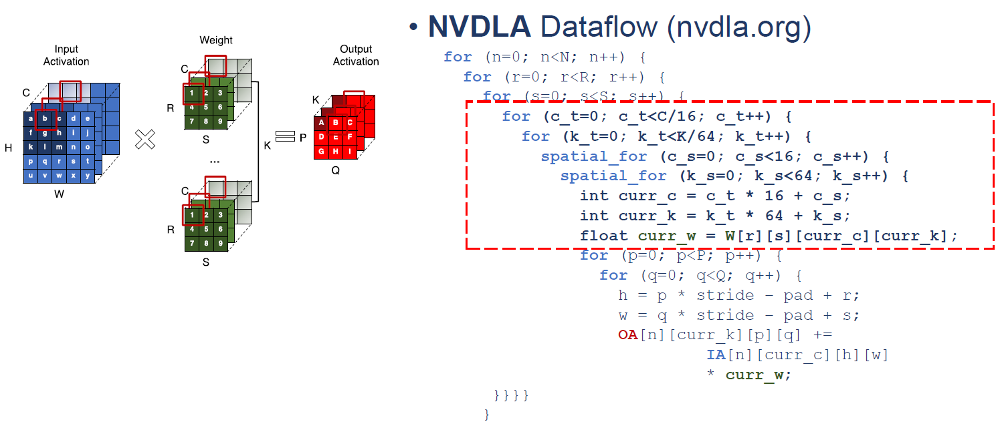 Input
Activation
C
a b c d e
f g h i j
k l m n o
p q r s t
u v w x y
H
W
Weight
C
1 2 3
4 5 6
7 8 9
R
S
...
C
1 2 3
4 5 6
7 8 9
R
S
K
Output
Activation
K
A B C
D E F
G H I
P
Q
• NVDLA Dataflow (nvdla.org)
for (n=0; n<N; n++) {
for (r=0; r<R; r++) {
for (s=0; s<S; s++) {
for (c_t=0; c_t<C/16; c_t++) {
for (k_t=0; k_t<K/64; k_t++) {
spatial_for (c_s=0; c_s<16; c_s++) {
spatial_for (k_s=0; k_s<64; k_s++) {
int curr_c = c_t * 16 + c_s;
int curr_k = k_t * 64 + k_s;
float curr_w = W[r][s][curr_c][curr_k];
for (p=0; p<P; p++) {
for (q=0; q<Q; q++) {
h = p * stride – pad + r;
w = q * stride – pad + s;
OA[n][curr_k][p][q] +=
IA[n][curr_c][h][w]
* curr_w;
}}}}
}